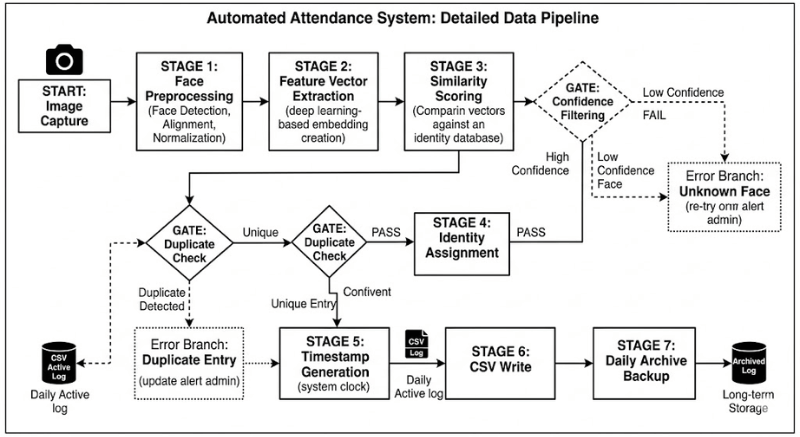 Automated Attendance System: Detailed Data Pipeline
START:
Image
Capture
STAGE 1:
Face
Preprocessing
(Face Detection,
Alignment,
Normalization)
STAGE 2:
Feature Vector
Extraction
(deep learning-
based embedding
creation)
STAGE 3:
Similarity
Scoring
(Comparin vectors
against an
identity database)
GATE:
Confidence
Filtering
Low Confidence
FAIL
High
Confidence
Low
Confidence
Face
Error Branch:
Unknown Face
(re-try onm alert
admin)
GATE:
Duplicate
Check
Unique
GATE:
Duplicate
Check
PASS
STAGE 4:
Identity
Assignment
PASS
Duplicate
Detected
Confivent
Unique Entry
CSV
Active
Log
Daily Active
log
Error Branch:
Duplicate Entry
(update alert admin)
STAGE 5:
Timestamp
Generation
(system clock)
CSV
Log
Daily
Active log
STAGE 6:
CSV Write
STAGE 7:
Daily Archive
Backup
Archived
Log
Long-term
Storage